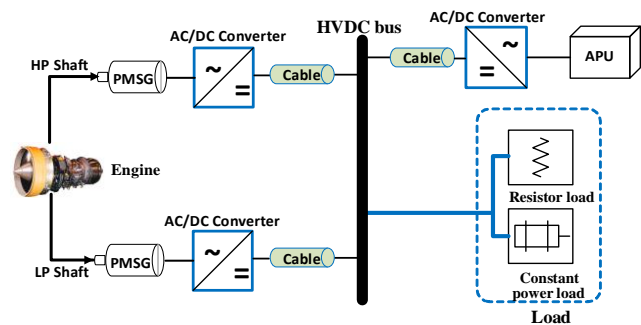 AC/DC Converter
HVDC bus
AC/DC Converter
HP Shaft
PMSG
~
=
Cable
Cable
~
=
APU
Engine
Resistor load
AC/DC Converter
LP Shaft
PMSG
~
=
Cable
Constant
power load
Load